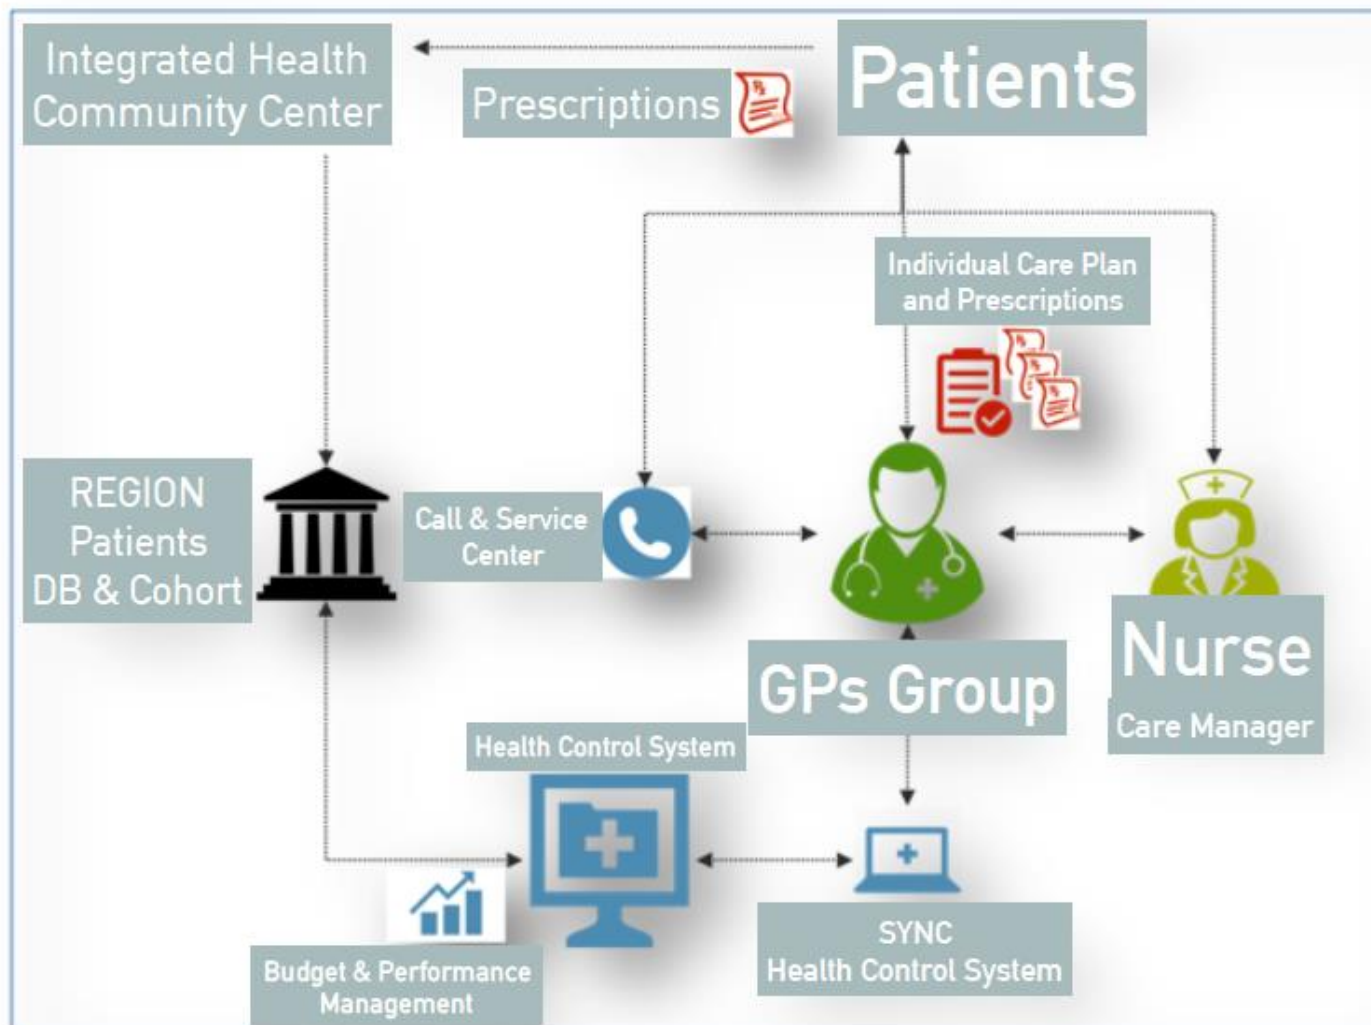 Integrated Health
Community Center
Prescriptions
Patients
Individual Care Plan
and Prescriptions
REGION
Patients
DB & Cohort
Call & Service
Center
GPs Group
Nurse
Care Manager
Health Control System
SYNC
Health Control System
Budget & Performance
Management